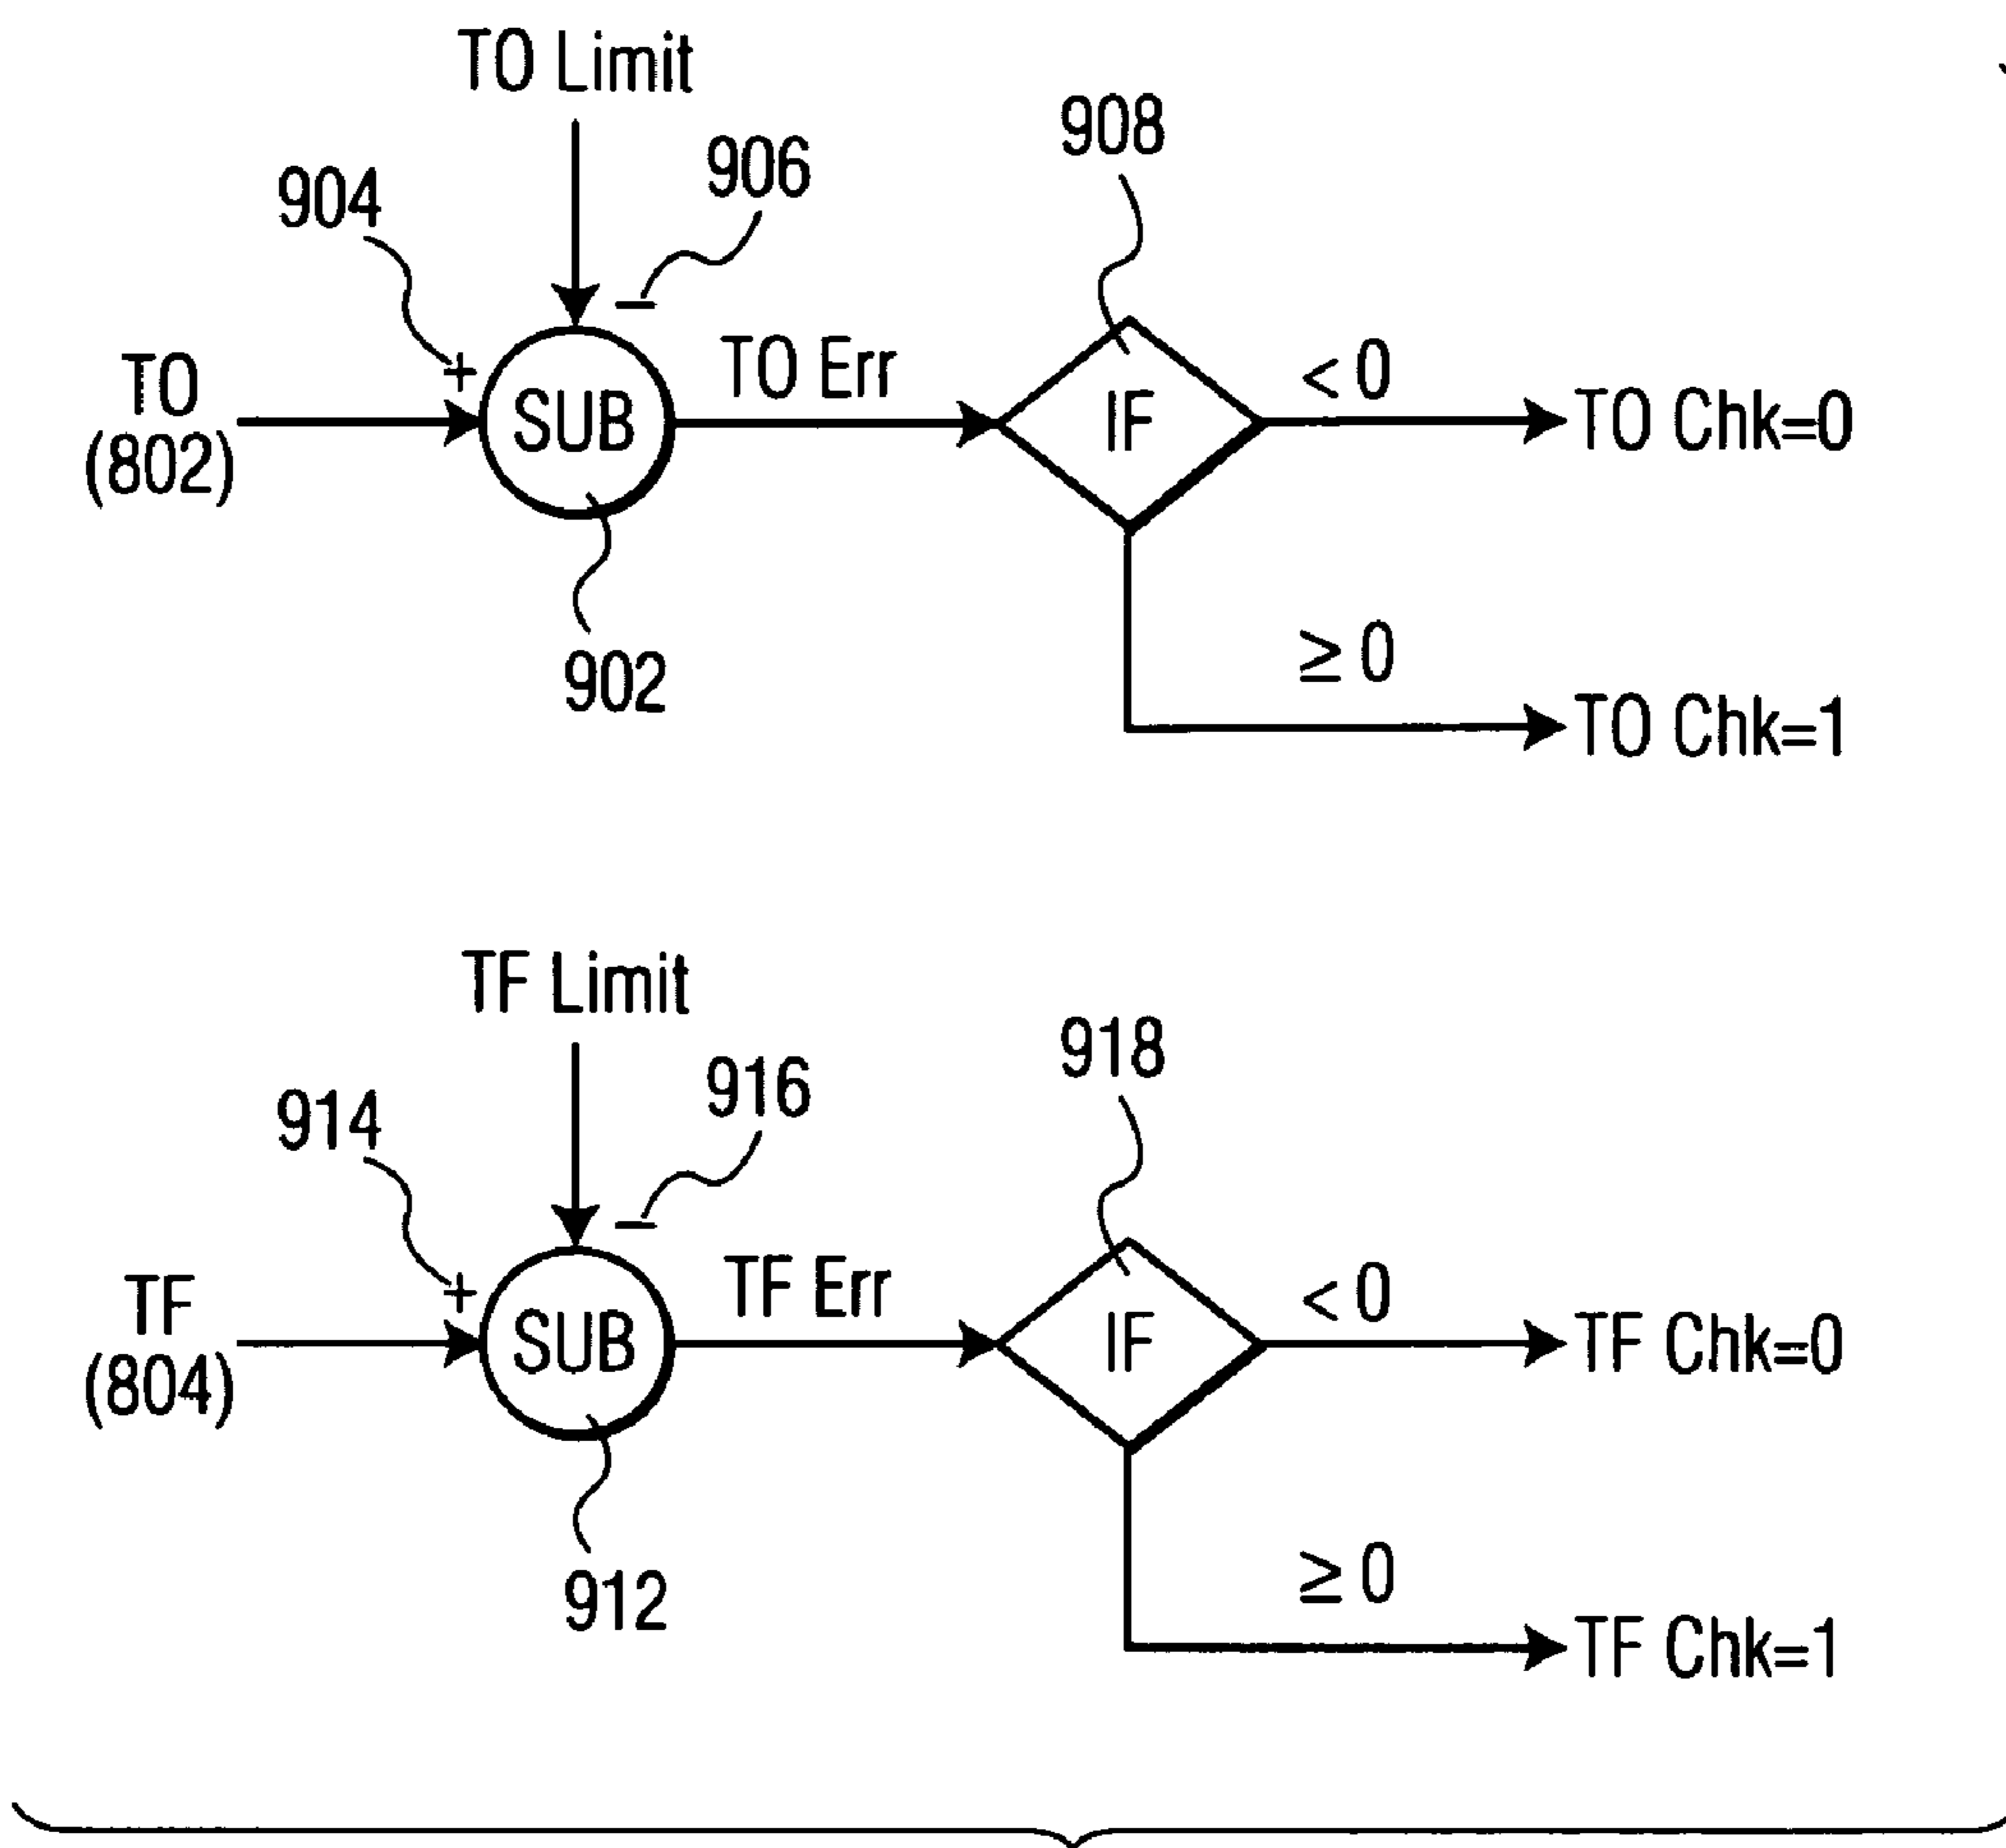 TO Limit
908
906
904
TO
(802)
+
−
SUB
TO Err
IF
< 0
TO Chk=0
902
≥ 0
TO Chk=1
TF Limit
918
916
914
TF
(804)
+
−
SUB
TF Err
IF
< 0
TF Chk=0
912
≥ 0
TF Chk=1